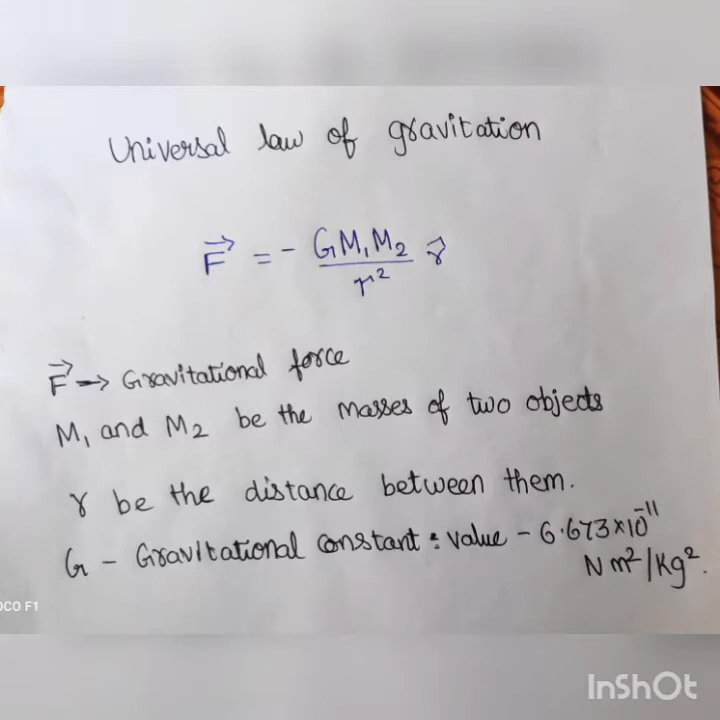 Universal law of gravitation
F⃗ = - GM₁M₂/r² r̂
F⃗ → Gravitational force
M₁ and M₂ be the masses of two objects
r be the distance between them.
G - Gravitational constant : value - 6.673×10⁻¹¹
Nm²/Kg².
OCO F1
InShOt